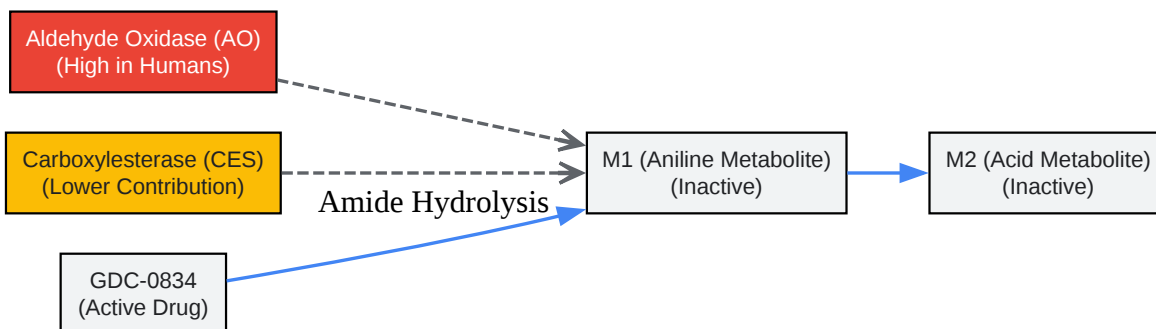 Aldehyde Oxidase (AO)
(High in Humans)
Carboxylesterase (CES)
(Lower Contribution)
Amide Hydrolysis
GDC-0834
(Active Drug)
M1 (Aniline Metabolite)
(Inactive)
M2 (Acid Metabolite)
(Inactive)